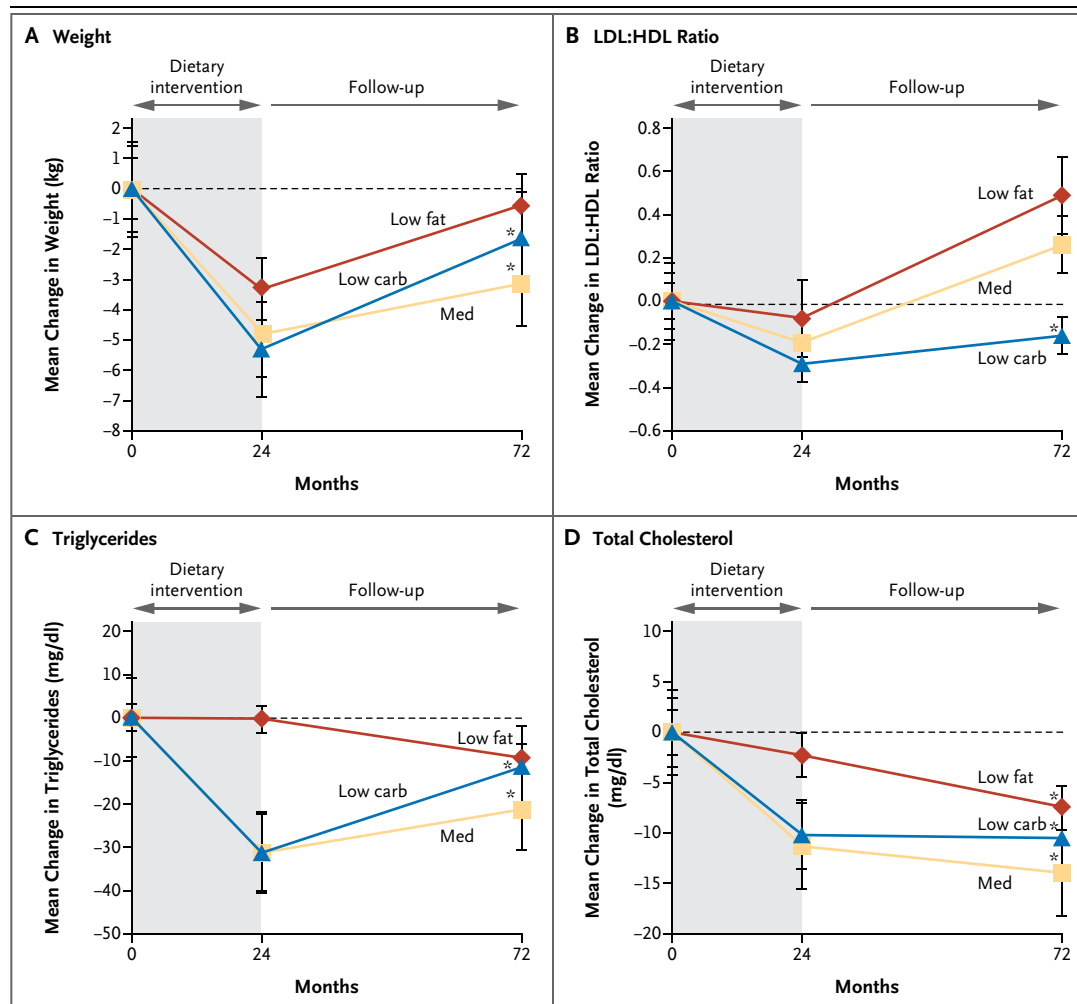 A Weight
Dietary
intervention
Follow-up
Mean Change in Weight (kg)
2
1
0
–1
–2
–3
–4
–5
–6
–7
–8
Low fat
*
*
Low carb
Med
0
24
72
Months
B LDL:HDL Ratio
Dietary
intervention
Follow-up
Mean Change in LDL:HDL Ratio
0.8
0.6
0.4
0.2
0.0
–0.2
–0.4
–0.6
Low fat
Med
*
Low carb
0
24
72
Months
C Triglycerides
Dietary
intervention
Follow-up
Mean Change in Triglycerides (mg/dl)
20
10
0
–10
–20
–30
–40
–50
Low fat
*
Low carb
*
Med
0
24
72
Months
D Total Cholesterol
Dietary
intervention
Follow-up
Mean Change in Total Cholesterol
(mg/dl)
10
5
0
–5
–10
–15
–20
Low fat
*
Low carb
*
*
Med
0
24
72
Months